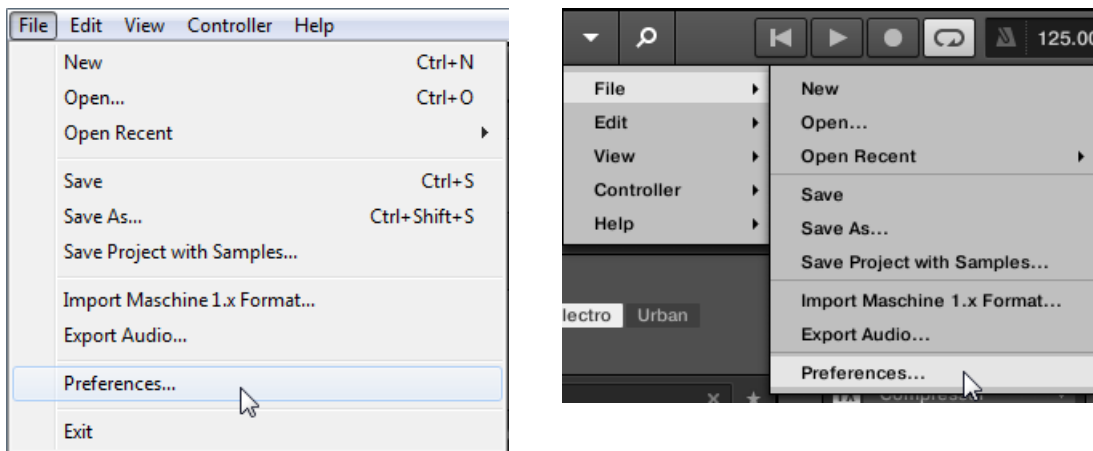 File Edit View Controller Help
New Ctrl+N
Open... Ctrl+O
Open Recent
Save Ctrl+S
Save As... Ctrl+Shift+S
Save Project with Samples...
Import Maschine 1.x Format...
Export Audio...
Preferences...
Exit
125.00
File
Edit
View
Controller
Help
New
Open...
Open Recent
Save
Save As...
Save Project with Samples...
Import Maschine 1.x Format...
Export Audio...
Preferences...
lectro Urban
Compressor